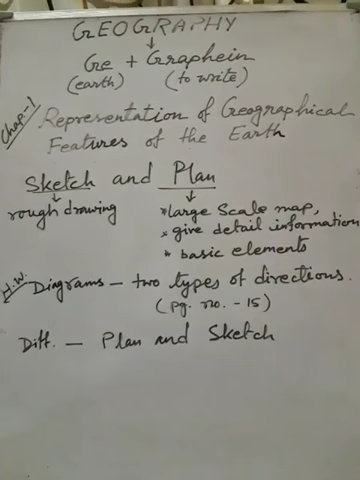 GEOGRAPHY
↓
Ge + Graphein
(earth) (to write)
Chap.-1
Representation of Geographical
Features of the Earth
Sketch and Plan
↓ ↓
rough drawing
*large Scale map,
* give detail information
* basic elements
H.W.
Diagrams - two types of directions.
(pg. no. - 15)
Diff. - Plan and Sketch